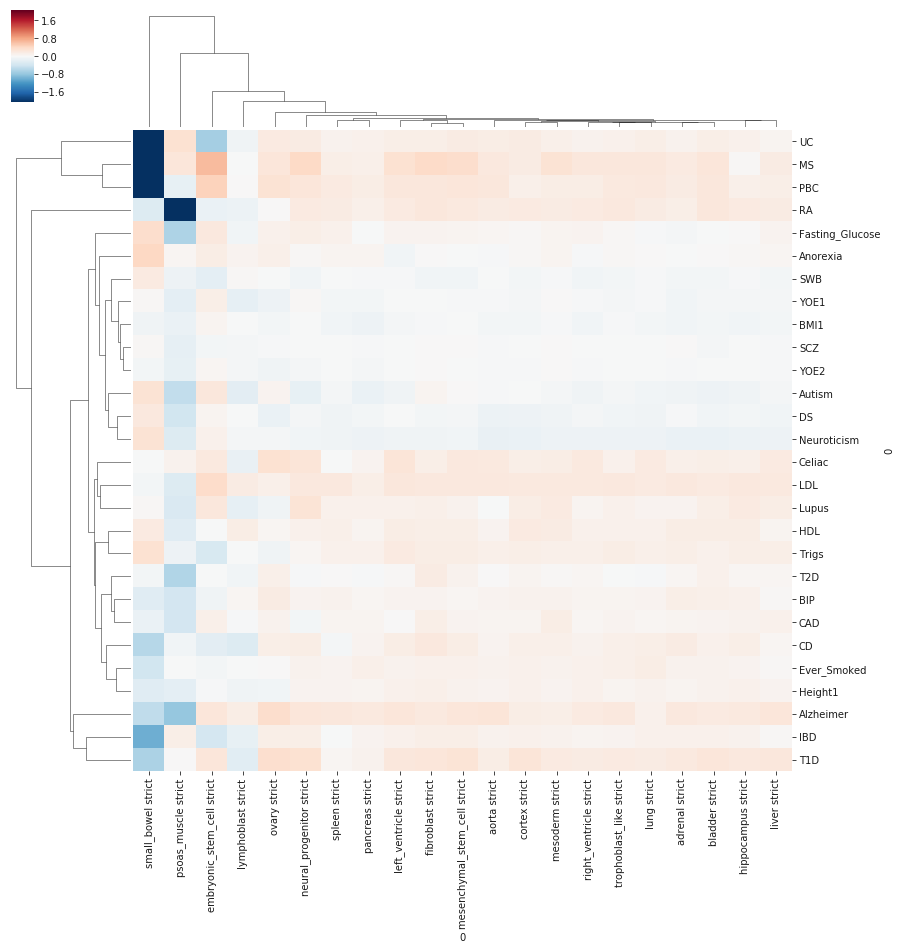 1.6
0.8
0.0
−0.8
−1.6
UC
MS
PBC
RA
Fasting_Glucose
Anorexia
SWB
YOE1
BMI1
SCZ
YOE2
Autism
DS
Neuroticism
Celiac
LDL
Lupus
HDL
Trigs
T2D
BIP
CAD
CD
Ever_Smoked
Height1
Alzheimer
IBD
T1D
0
small_bowel strict
psoas_muscle strict
embryonic_stem_cell strict
lymphoblast strict
ovary strict
neural_progenitor strict
spleen strict
pancreas strict
left_ventricle strict
fibroblast strict
mesenchymal_stem_cell strict
aorta strict
cortex strict
mesoderm strict
right_ventricle strict
trophoblast_like strict
lung strict
adrenal strict
bladder strict
hippocampus strict
liver strict
0